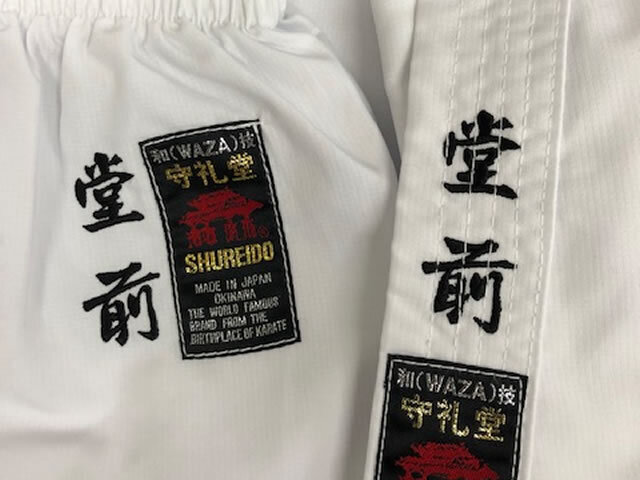 堂前
和(WAZA)技
守礼堂
SHUREIDO
MADE IN JAPAN
OKINAWA
THE WORLD FAMOUS
BRAND FROM THE
BIRTHPLACE OF KARATE
堂前
和(WAZA)技
守礼堂